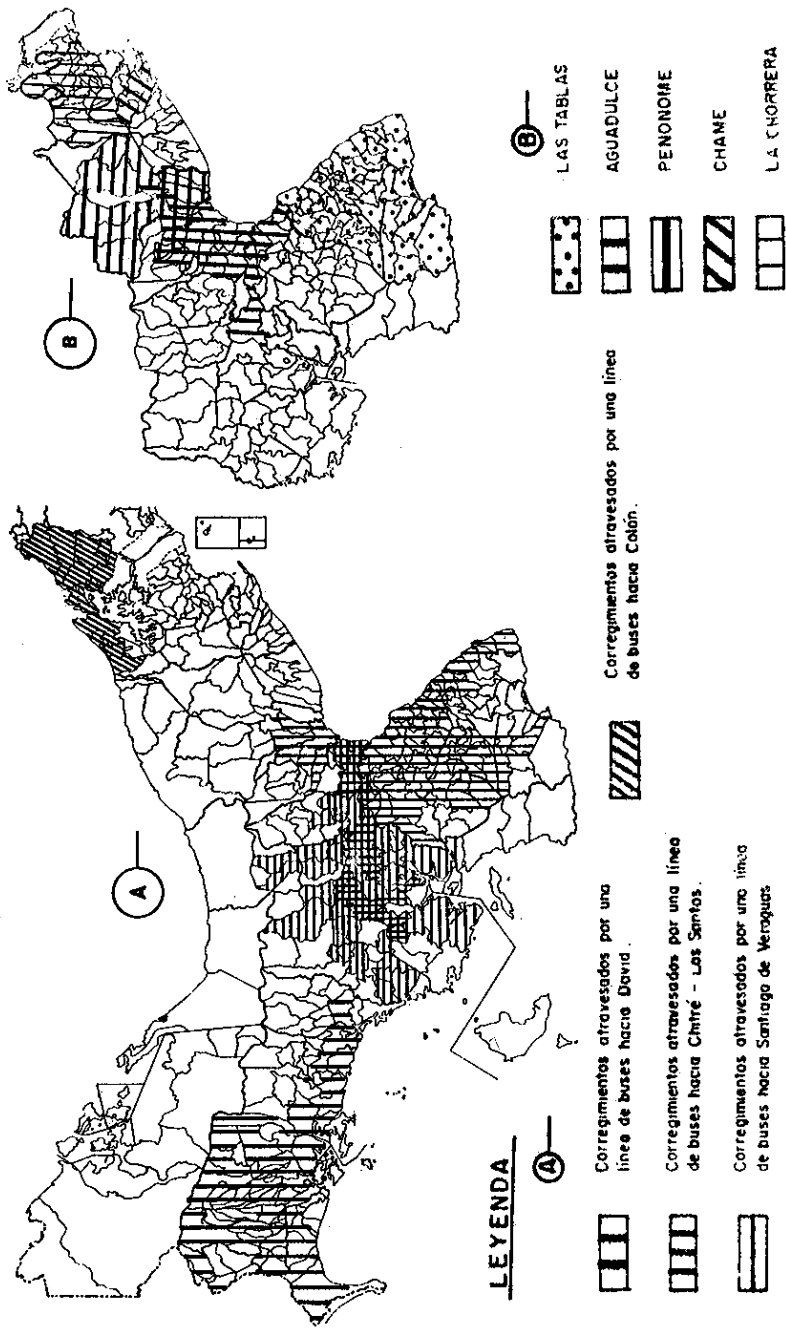 A
B
LEYENDA
A
Corregimientos atravesados por una
línea de buses hacia David.
Corregimientos atravesados por una línea
de buses hacia Chitré - Los Santos.
Corregimientos atravesados por una línea
de buses hacia Santiago de Veraguas
Corregimientos atravesados por una línea
de buses hacia Colón.
B
LAS TABLAS
AGUADULCE
PENONOME
CHAME
LA CHORRERA